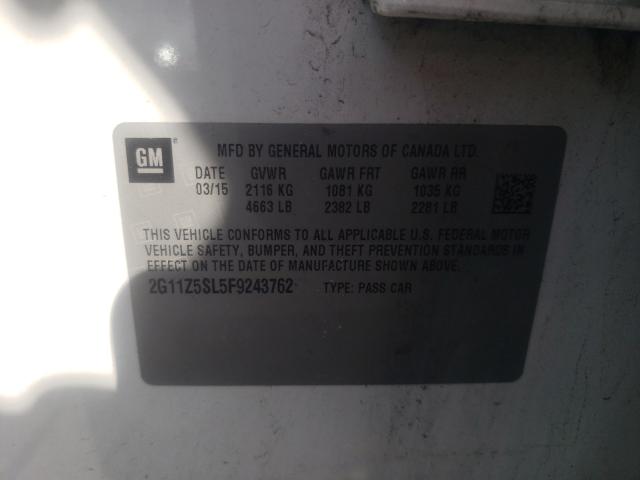 GM
MFD BY GENERAL MOTORS OF CANADA LTD.
DATE GVWR GAWR FRT GAWR RR
03/15 2116 KG 1081 KG 1035 KG
4663 LB 2382 LB 2281 LB
THIS VEHICLE CONFORMS TO ALL APPLICABLE U.S. FEDERAL MOTOR
VEHICLE SAFETY, BUMPER, AND THEFT PREVENTION STANDARDS IN
EFFECT ON THE DATE OF MANUFACTURE SHOWN ABOVE.
2G11Z5SL5F9243762 TYPE: PASS CAR